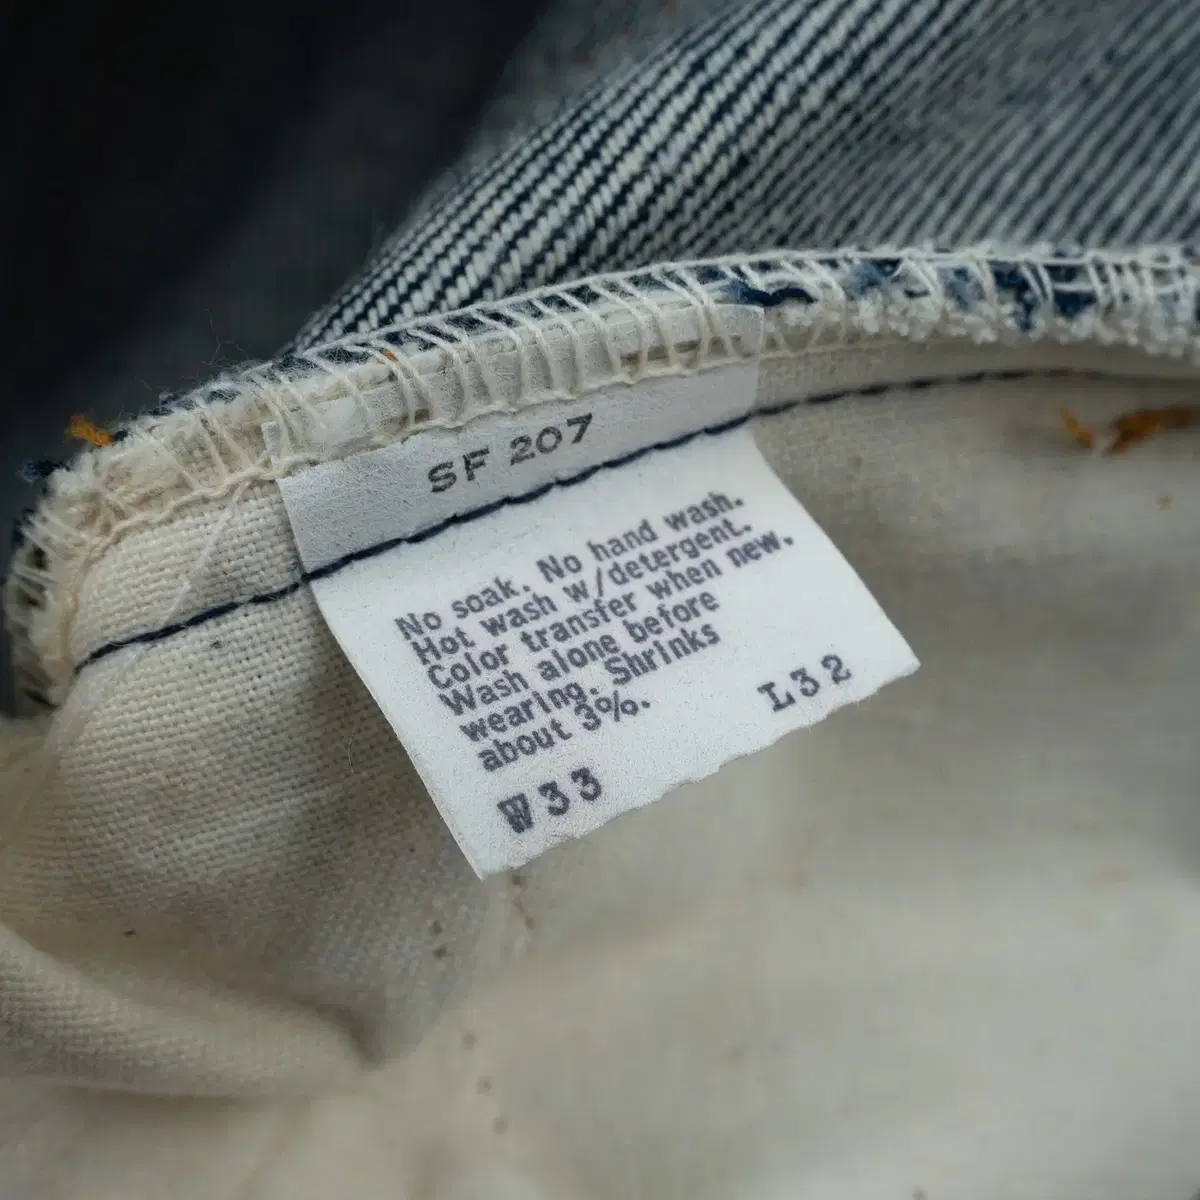 SF 207
No soak. No hand wash.
Hot wash w/detergent.
Color transfer when new.
Wash alone before
wearing. Shrinks
about 3%.
W33 L32